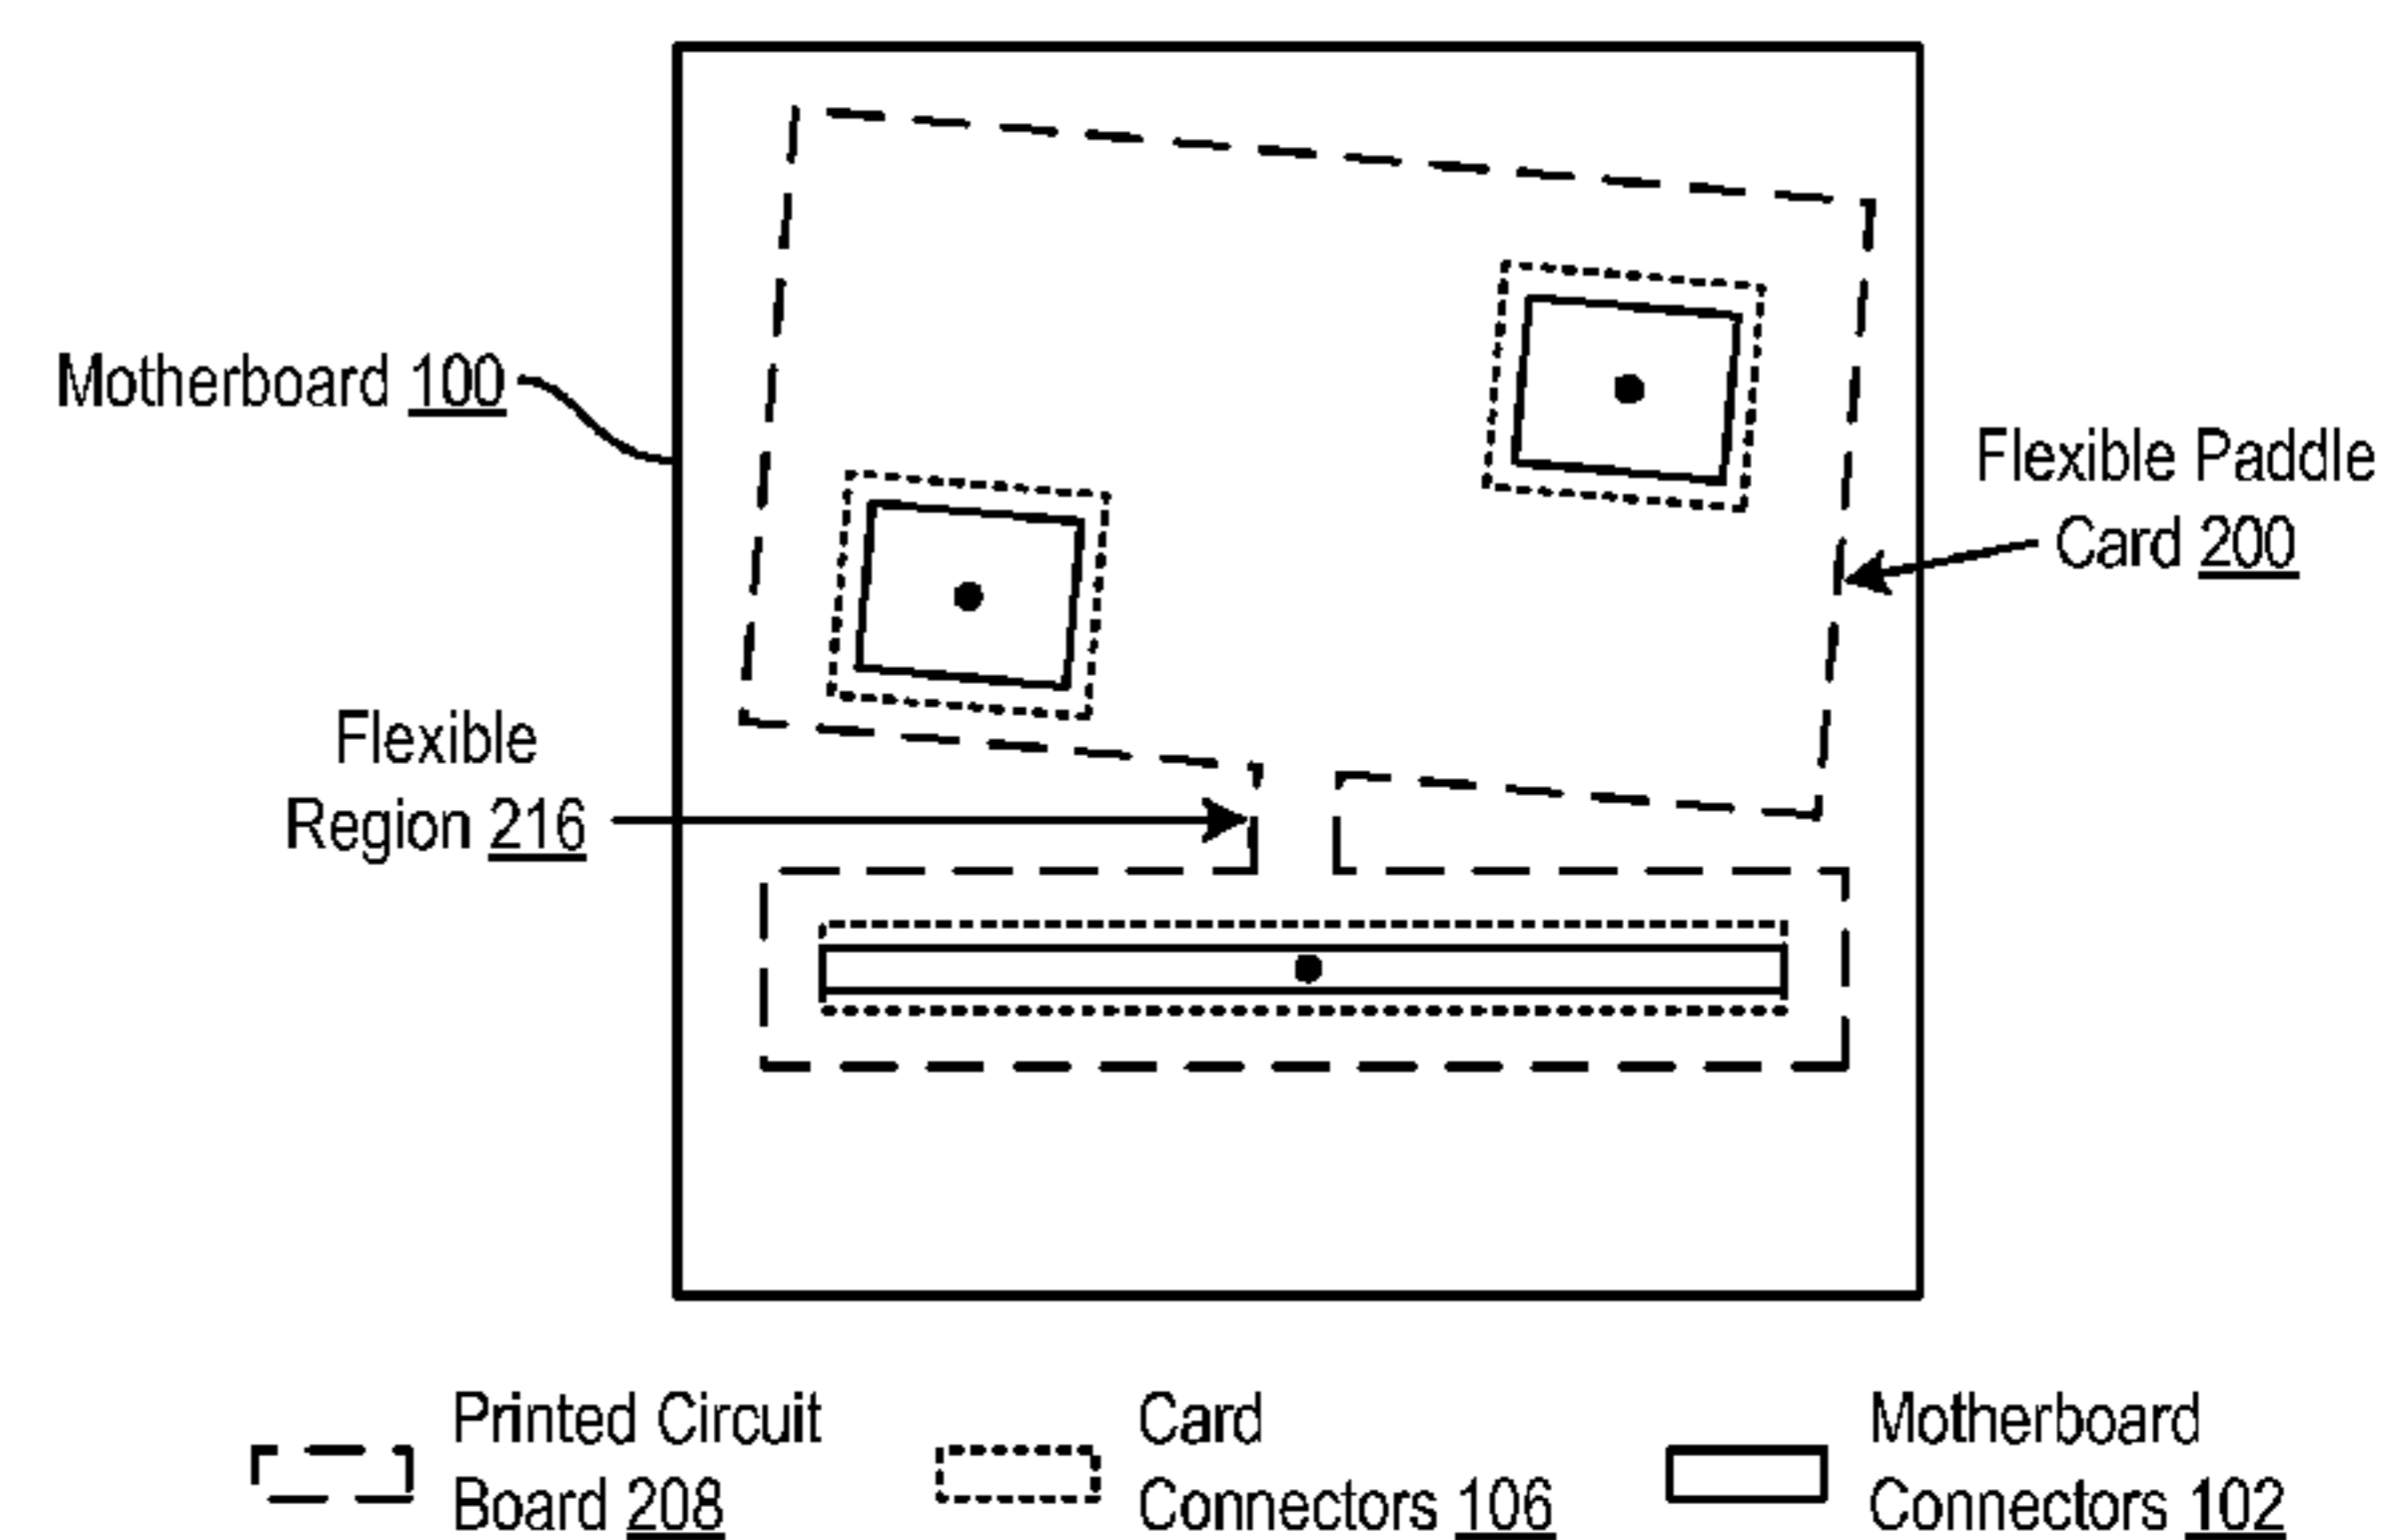 Motherboard 100
Flexible Paddle
Card 200
Flexible
Region 216
Printed Circuit
Board 208
Card
Connectors 106
Motherboard
Connectors 102